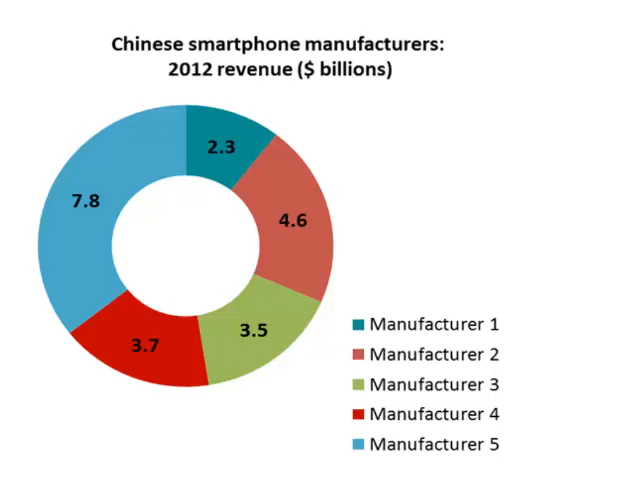 Chinese smartphone manufacturers:
2012 revenue ($ billions)
2.3
7.8
4.6
3.5
3.7
Manufacturer 1
Manufacturer 2
Manufacturer 3
Manufacturer 4
Manufacturer 5